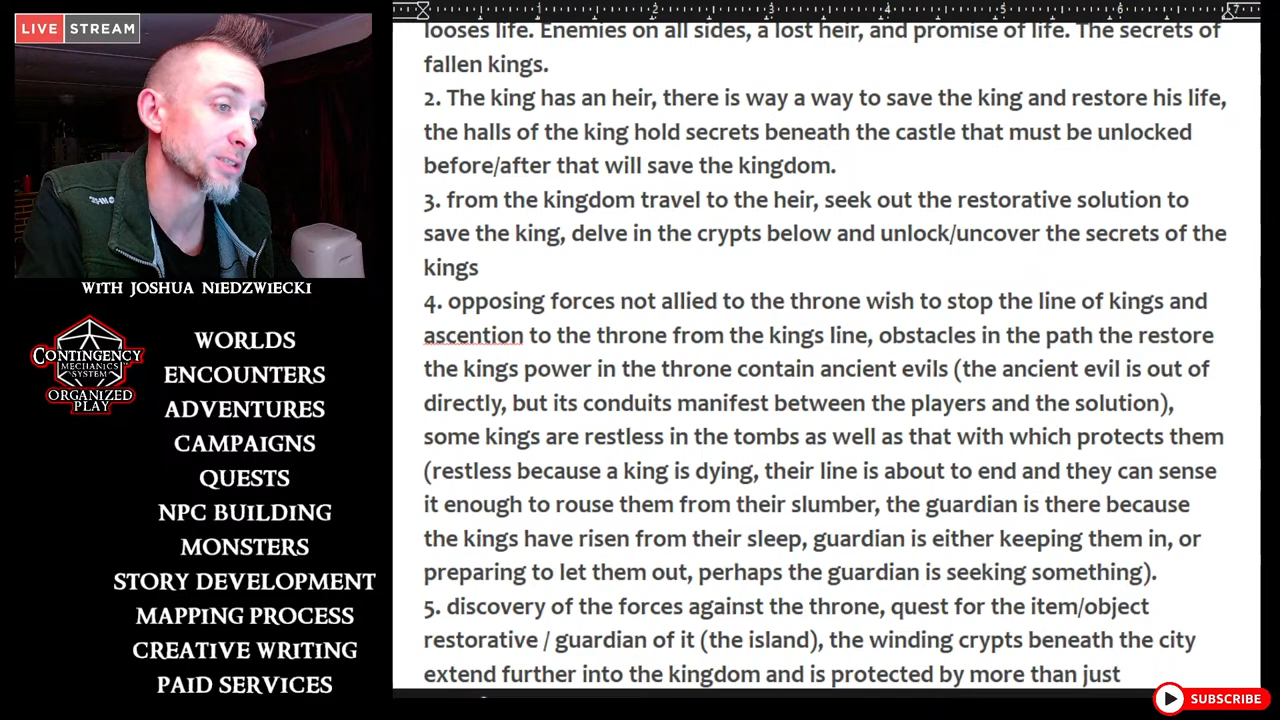 LIVE STREAM
WITH JOSHUA NIEDZWIECKI
CONTINGENCY
MECHANICS
SYSTEM
ORGANIZED
PLAY
WORLDS
ENCOUNTERS
ADVENTURES
CAMPAIGNS
QUESTS
NPC BUILDING
MONSTERS
STORY DEVELOPMENT
MAPPING PROCESS
CREATIVE WRITING
PAID SERVICES
1 2 3 4 5 6 7
looses life. Enemies on all sides, a lost heir, and promise of life. The secrets of
fallen kings.
2. The king has an heir, there is way a way to save the king and restore his life,
the halls of the king hold secrets beneath the castle that must be unlocked
before/after that will save the kingdom.
3. from the kingdom travel to the heir, seek out the restorative solution to
save the king, delve in the crypts below and unlock/uncover the secrets of the
kings
4. opposing forces not allied to the throne wish to stop the line of kings and
ascention to the throne from the kings line, obstacles in the path the restore
the kings power in the throne contain ancient evils (the ancient evil is out of
directly, but its conduits manifest between the players and the solution),
some kings are restless in the tombs as well as that with which protects them
(restless because a king is dying, their line is about to end and they can sense
it enough to rouse them from their slumber, the guardian is there because
the kings have risen from their sleep, guardian is either keeping them in, or
preparing to let them out, perhaps the guardian is seeking something).
5. discovery of the forces against the throne, quest for the item/object
restorative / guardian of it (the island), the winding crypts beneath the city
extend further into the kingdom and is protected by more than just
SUBSCRIBE